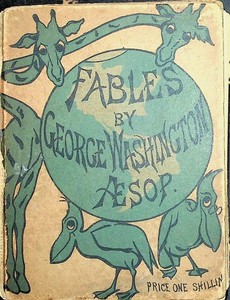 FABLES
BY
GEORGE WASHINGTON
ÆSOP.
PRICE ONE SHILLIN